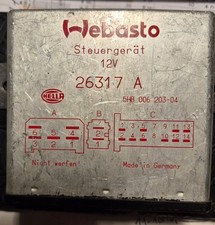 Webasto
Steuergerät
12V
26317 A
HELLA
5HB 006 203-04
A B C
Nicht werfen!
Made in Germany